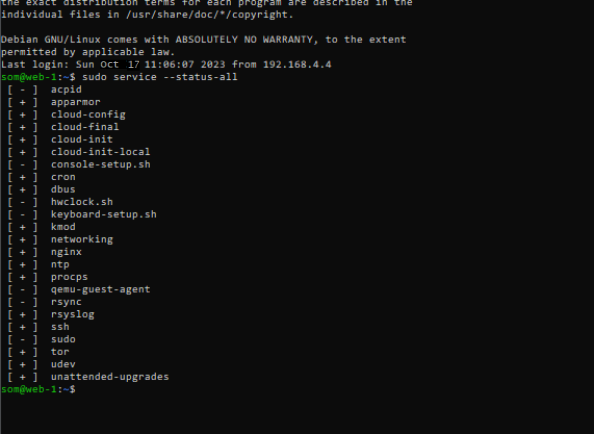 the exact distribution terms for each program are described in the
individual files in /usr/share/doc/*/copyright.
Debian GNU/Linux comes with ABSOLUTELY NO WARRANTY, to the extent
permitted by applicable law.
Last login: Sun Oct 17 11:06:07 2023 from 192.168.4.4
som@web-1:~$ sudo service --status-all
[ - ] acpid
[ + ] apparmor
[ + ] cloud-config
[ + ] cloud-final
[ + ] cloud-init
[ + ] cloud-init-local
[ - ] console-setup.sh
[ + ] cron
[ + ] dbus
[ - ] hwclock.sh
[ - ] keyboard-setup.sh
[ + ] kmod
[ + ] networking
[ + ] nginx
[ + ] ntp
[ + ] procps
[ - ] qemu-guest-agent
[ - ] rsync
[ + ] rsyslog
[ + ] ssh
[ - ] sudo
[ + ] tor
[ + ] udev
[ + ] unattended-upgrades
som@web-1:~$